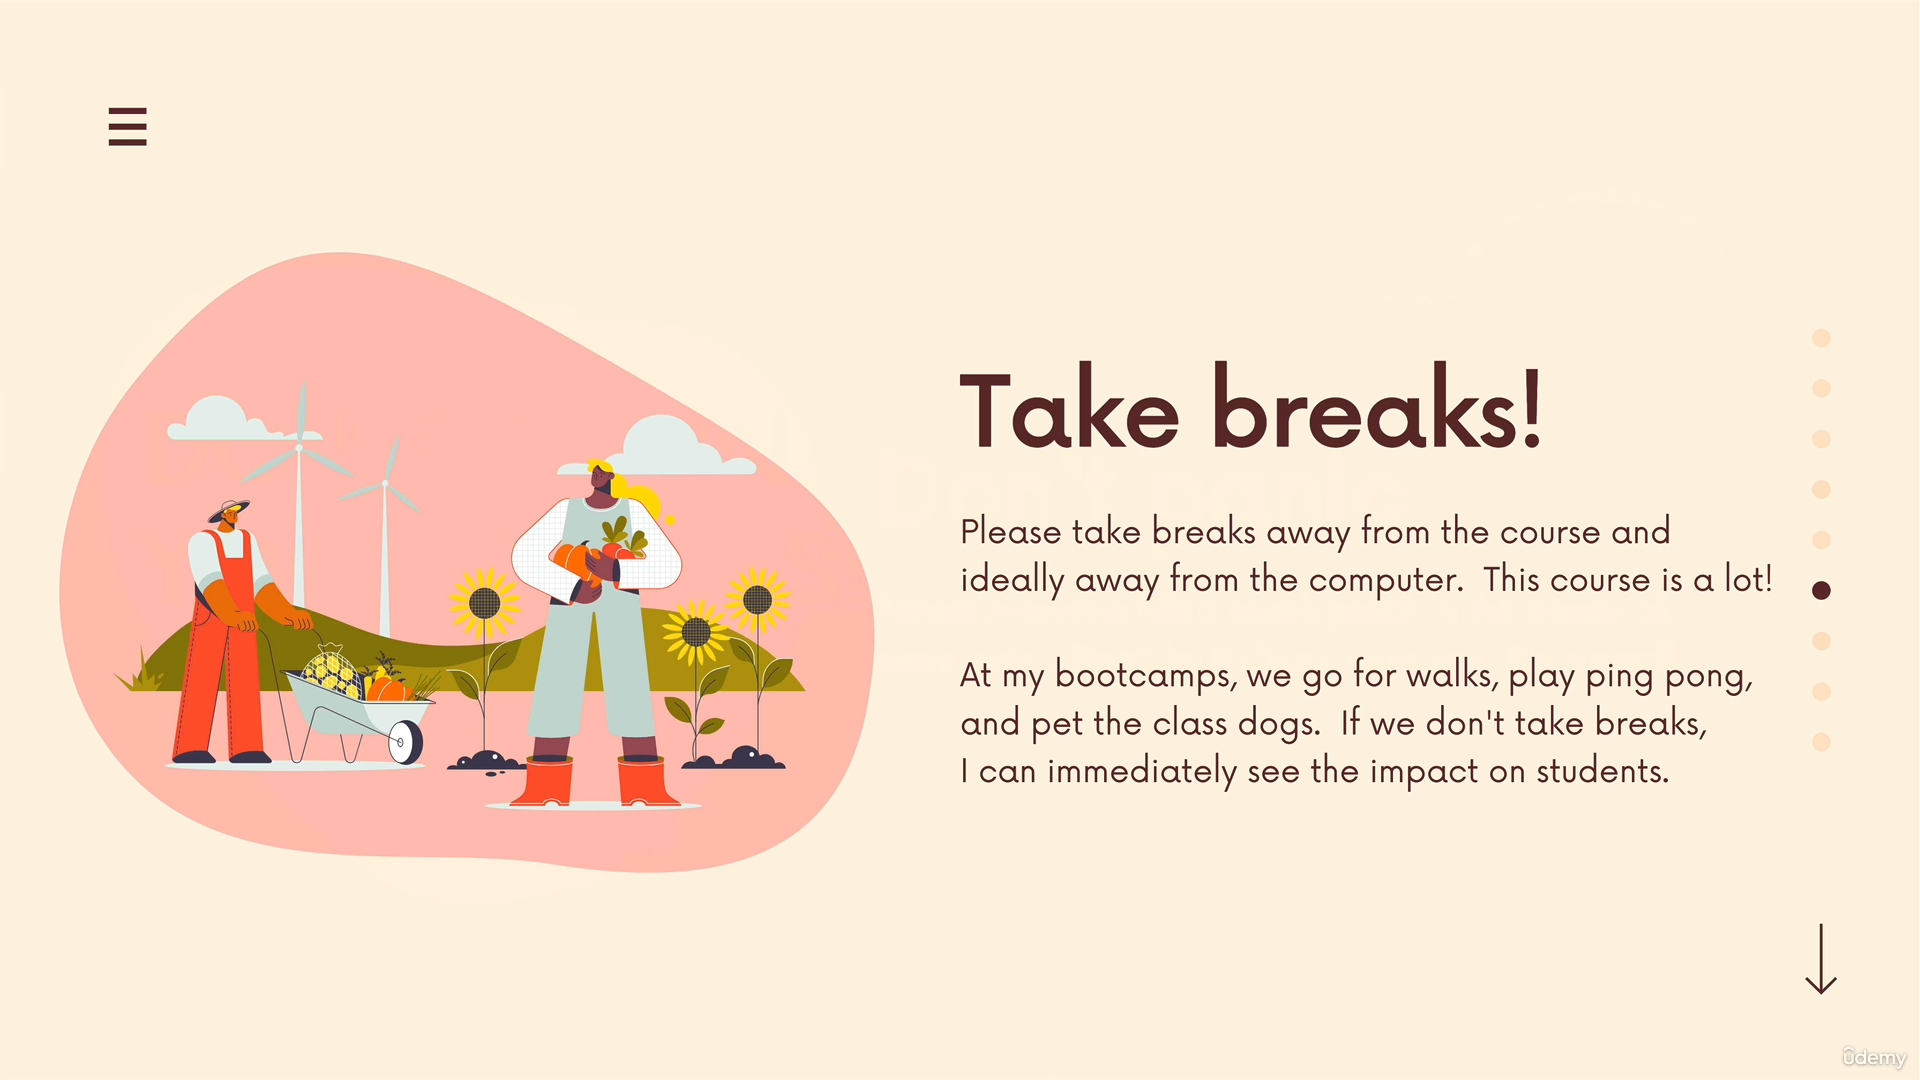 Take breaks!
Please take breaks away from the course and
ideally away from the computer.  This course is a lot!
At my bootcamps, we go for walks, play ping pong,
and pet the class dogs.  If we don't take breaks,
I can immediately see the impact on students.
ûdemy